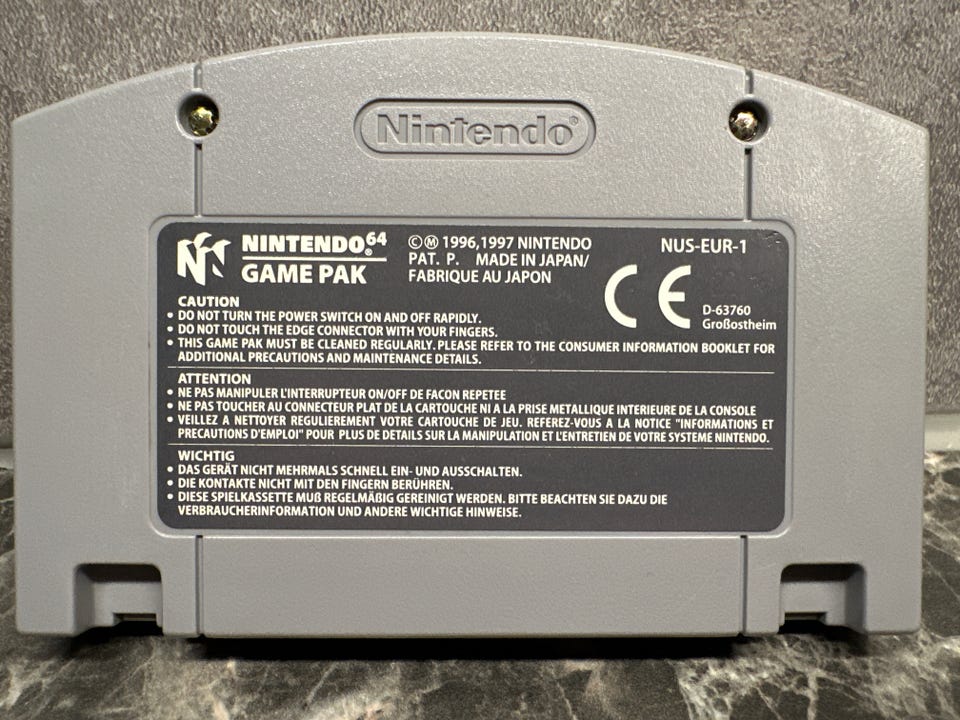 Nintendo®
NINTENDO64®
GAME PAK
©Ⓜ 1996,1997 NINTENDO
PAT. P. MADE IN JAPAN/
FABRIQUE AU JAPON
NUS-EUR-1
CE
D-63760
Großostheim
CAUTION
• DO NOT TURN THE POWER SWITCH ON AND OFF RAPIDLY.
• DO NOT TOUCH THE EDGE CONNECTOR WITH YOUR FINGERS.
• THIS GAME PAK MUST BE CLEANED REGULARLY. PLEASE REFER TO THE CONSUMER INFORMATION BOOKLET FOR
ADDITIONAL PRECAUTIONS AND MAINTENANCE DETAILS.
ATTENTION
• NE PAS MANIPULER L'INTERRUPTEUR ON/OFF DE FACON REPETEE
• NE PAS TOUCHER AU CONNECTEUR PLAT DE LA CARTOUCHE NI A LA PRISE METALLIQUE INTERIEURE DE LA CONSOLE
• VEILLEZ A NETTOYER REGULIEREMENT VOTRE CARTOUCHE DE JEU. REFEREZ-VOUS A LA NOTICE "INFORMATIONS ET
PRECAUTIONS D'EMPLOI" POUR PLUS DE DETAILS SUR LA MANIPULATION ET L'ENTRETIEN DE VOTRE SYSTEME NINTENDO.
WICHTIG
• DAS GERÄT NICHT MEHRMALS SCHNELL EIN- UND AUSSCHALTEN.
• DIE KONTAKTE NICHT MIT DEN FINGERN BERÜHREN.
• DIESE SPIELKASSETTE MUß REGELMÄßIG GEREINIGT WERDEN. BITTE BEACHTEN SIE DAZU DIE
VERBRAUCHERINFORMATION UND ANDERE WICHTIGE HINWEISE.